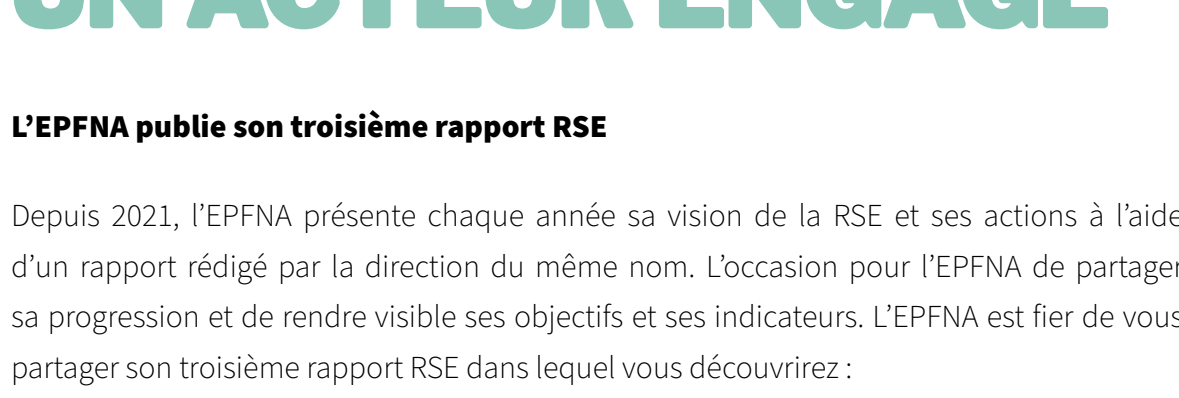 UN ACTEUR ENGAGÉ
L’EPFNA publie son troisième rapport RSE
Depuis 2021, l’EPFNA présente chaque année sa vision de la RSE et ses actions à l’aide
d’un rapport rédigé par la direction du même nom. L’occasion pour l’EPFNA de partager
sa progression et de rendre visible ses objectifs et ses indicateurs. L’EPFNA est fier de vous
partager son troisième rapport RSE dans lequel vous découvrirez :